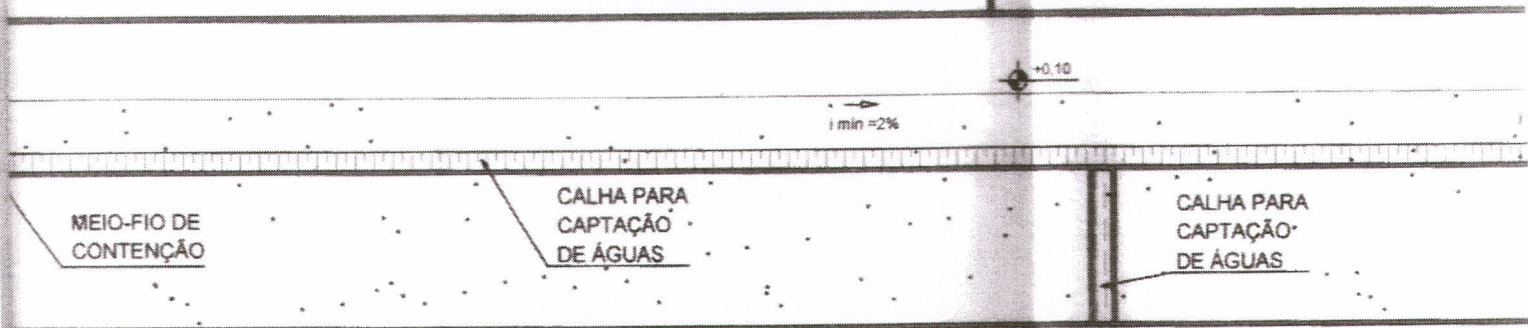 +0,10
i min =2%
MEIO-FIO DE
CONTENÇÃO
CALHA PARA
CAPTAÇÃO
DE ÁGUAS
CALHA PARA
CAPTAÇÃO
DE ÁGUAS